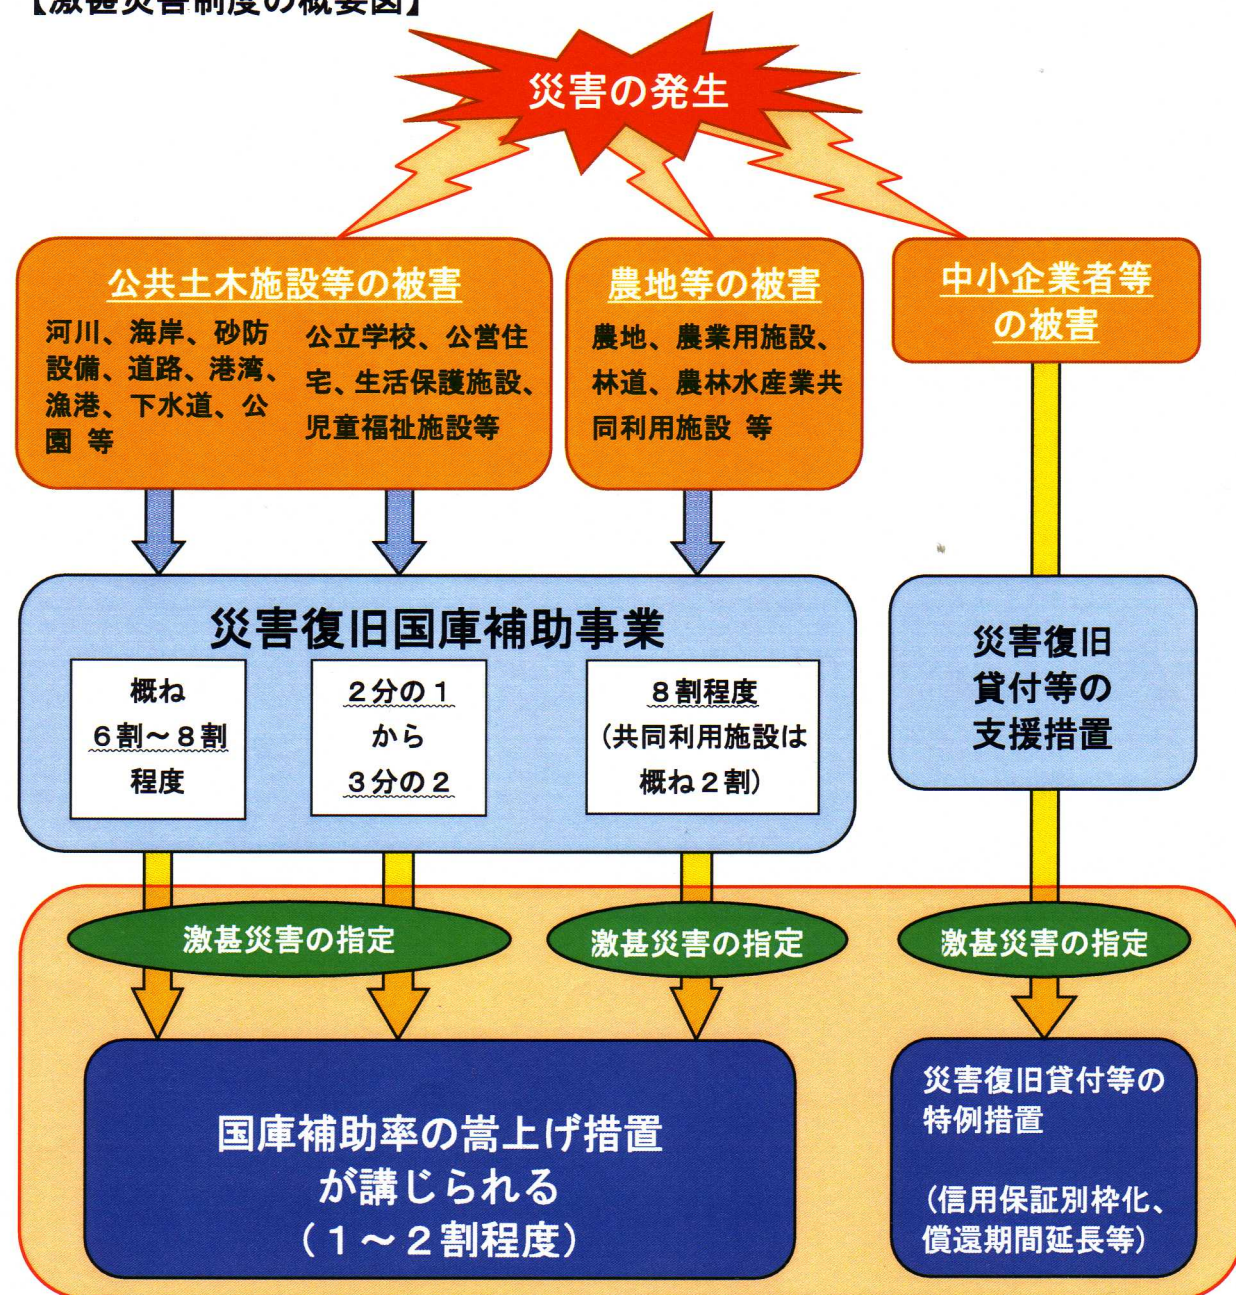 【激甚災害制度の概要図】
災害の発生
公共土木施設等の被害
河川、海岸、砂防
設備、道路、港湾、
漁港、下水道、公
園 等
公立学校、公営住
宅、生活保護施設、
児童福祉施設等
農地等の被害
農地、農業用施設、
林道、農林水産業共
同利用施設 等
中小企業者等
の被害
災害復旧国庫補助事業
概ね
6割～8割
程度
2分の1
から
3分の2
8割程度
(共同利用施設は
概ね2割)
災害復旧
貸付等の
支援措置
激甚災害の指定
激甚災害の指定
激甚災害の指定
国庫補助率の嵩上げ措置
が講じられる
(1～2割程度)
災害復旧貸付等の
特例措置
(信用保証別枠化、
償還期間延長等)